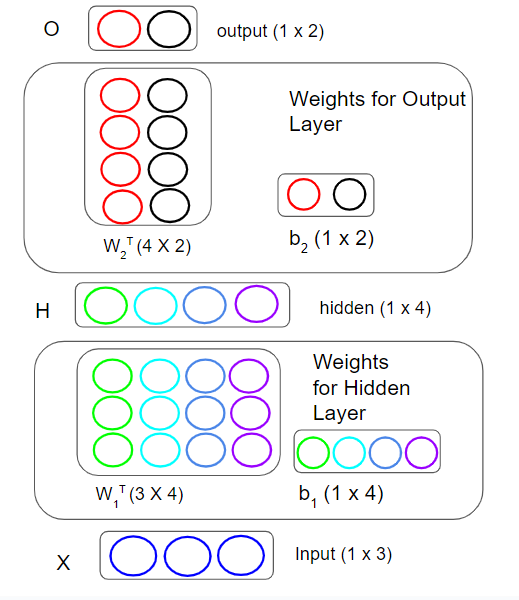 O
output (1 x 2)
Weights for Output
Layer
W₂ᵀ (4 X 2)
b₂ (1 x 2)
H
hidden (1 x 4)
Weights
for Hidden
Layer
W₁ᵀ (3 X 4)
b₁ (1 x 4)
X
Input (1 x 3)